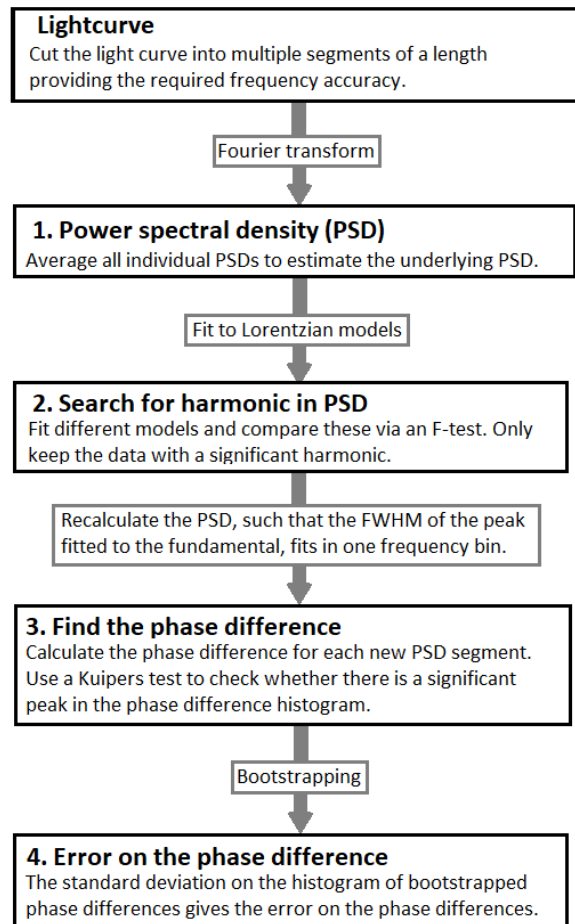 Lightcurve
Cut the light curve into multiple segments of a length
providing the required frequency accuracy.
Fourier transform
1. Power spectral density (PSD)
Average all individual PSDs to estimate the underlying PSD.
Fit to Lorentzian models
2. Search for harmonic in PSD
Fit different models and compare these via an F-test. Only
keep the data with a significant harmonic.
Recalculate the PSD, such that the FWHM of the peak
fitted to the fundamental, fits in one frequency bin.
3. Find the phase difference
Calculate the phase difference for each new PSD segment.
Use a Kuipers test to check whether there is a significant
peak in the phase difference histogram.
Bootstrapping
4. Error on the phase difference
The standard deviation on the histogram of bootstrapped
phase differences gives the error on the phase differences.